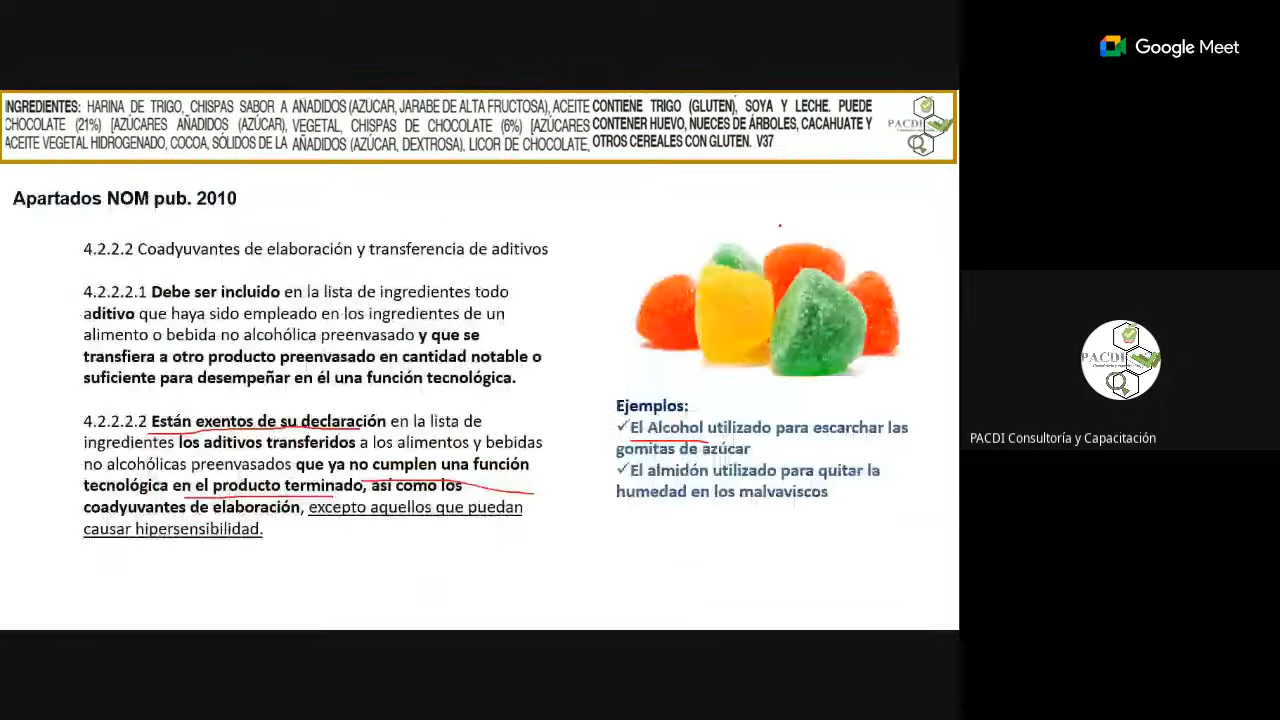 Google Meet
INGREDIENTES: HARINA DE TRIGO, CHISPAS SABOR A
CHOCOLATE (21%) [AZÚCARES AÑADIDOS (AZÚCAR),
ACEITE VEGETAL HIDROGENADO, COCOA, SÓLIDOS DE LA
AÑADIDOS (AZÚCAR, JARABE DE ALTA FRUCTOSA), ACEITE
VEGETAL, CHISPAS DE CHOCOLATE (6%) [AZÚCARES
AÑADIDOS (AZÚCAR, DEXTROSA), LICOR DE CHOCOLATE,
CONTIENE TRIGO (GLUTEN), SOYA Y LECHE. PUEDE
CONTENER HUEVO, NUECES DE ÁRBOLES, CACAHUATE Y
OTROS CEREALES CON GLUTEN. V37
PACDI
Apartados NOM pub. 2010
4.2.2.2 Coadyuvantes de elaboración y transferencia de aditivos
4.2.2.2.1 Debe ser incluido en la lista de ingredientes todo
aditivo que haya sido empleado en los ingredientes de un
alimento o bebida no alcohólica preenvasado y que se
transfiera a otro producto preenvasado en cantidad notable o
suficiente para desempeñar en él una función tecnológica.
4.2.2.2.2 Están exentos de su declaración en la lista de
ingredientes los aditivos transferidos a los alimentos y bebidas
no alcohólicas preenvasados que ya no cumplen una función
tecnológica en el producto terminado, así como los
coadyuvantes de elaboración, excepto aquellos que puedan
causar hipersensibilidad.
Ejemplos:
✓El Alcohol utilizado para escarchar las
gomitas de azúcar
✓El almidón utilizado para quitar la
humedad en los malvaviscos
PACDI
PACDI Consultoría y Capacitación